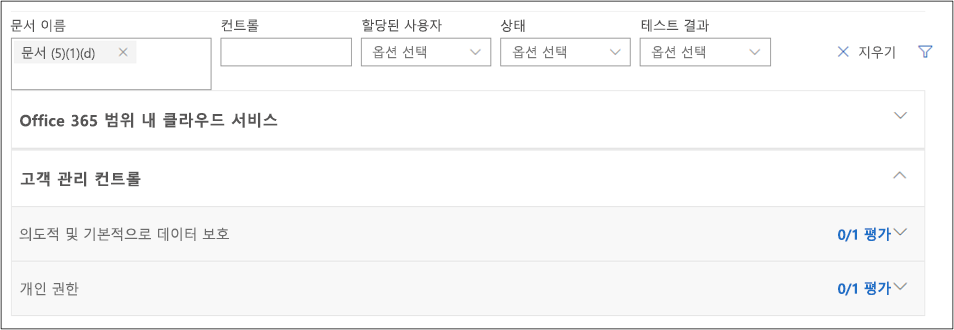 문서 이름 컨트롤 할당된 사용자 상태 테스트 결과
문서 (5)(1)(d) 옵션 선택 옵션 선택 옵션 선택 지우기
Office 365 범위 내 클라우드 서비스
고객 관리 컨트롤
의도적 및 기본적으로 데이터 보호 0/1 평가
개인 권한 0/1 평가